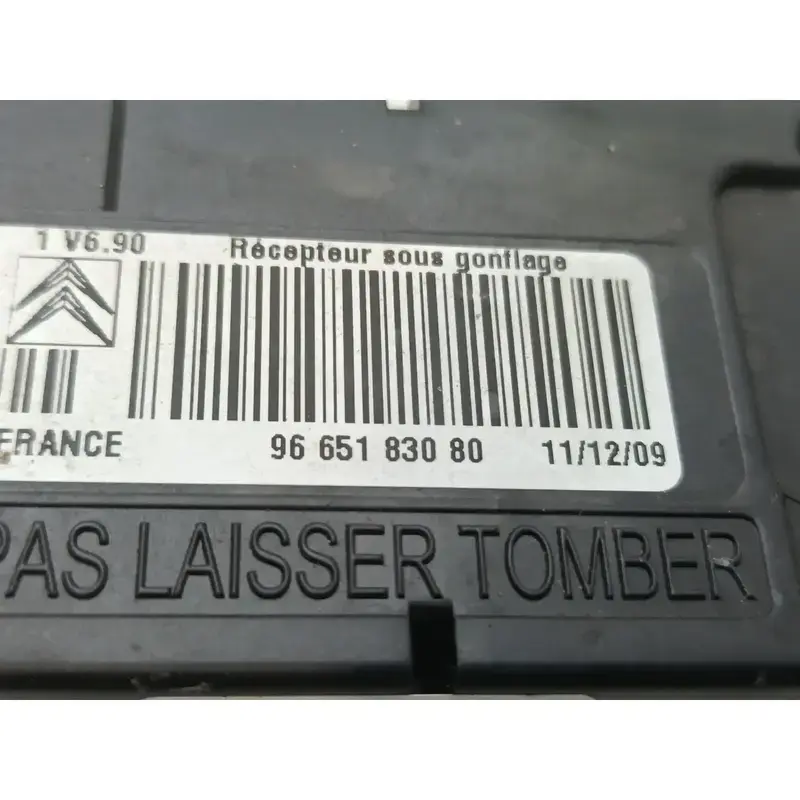 1 V6.90 Récepteur sous gonflage
FRANCE 96 651 830 80 11/12/09
PAS LAISSER TOMBER